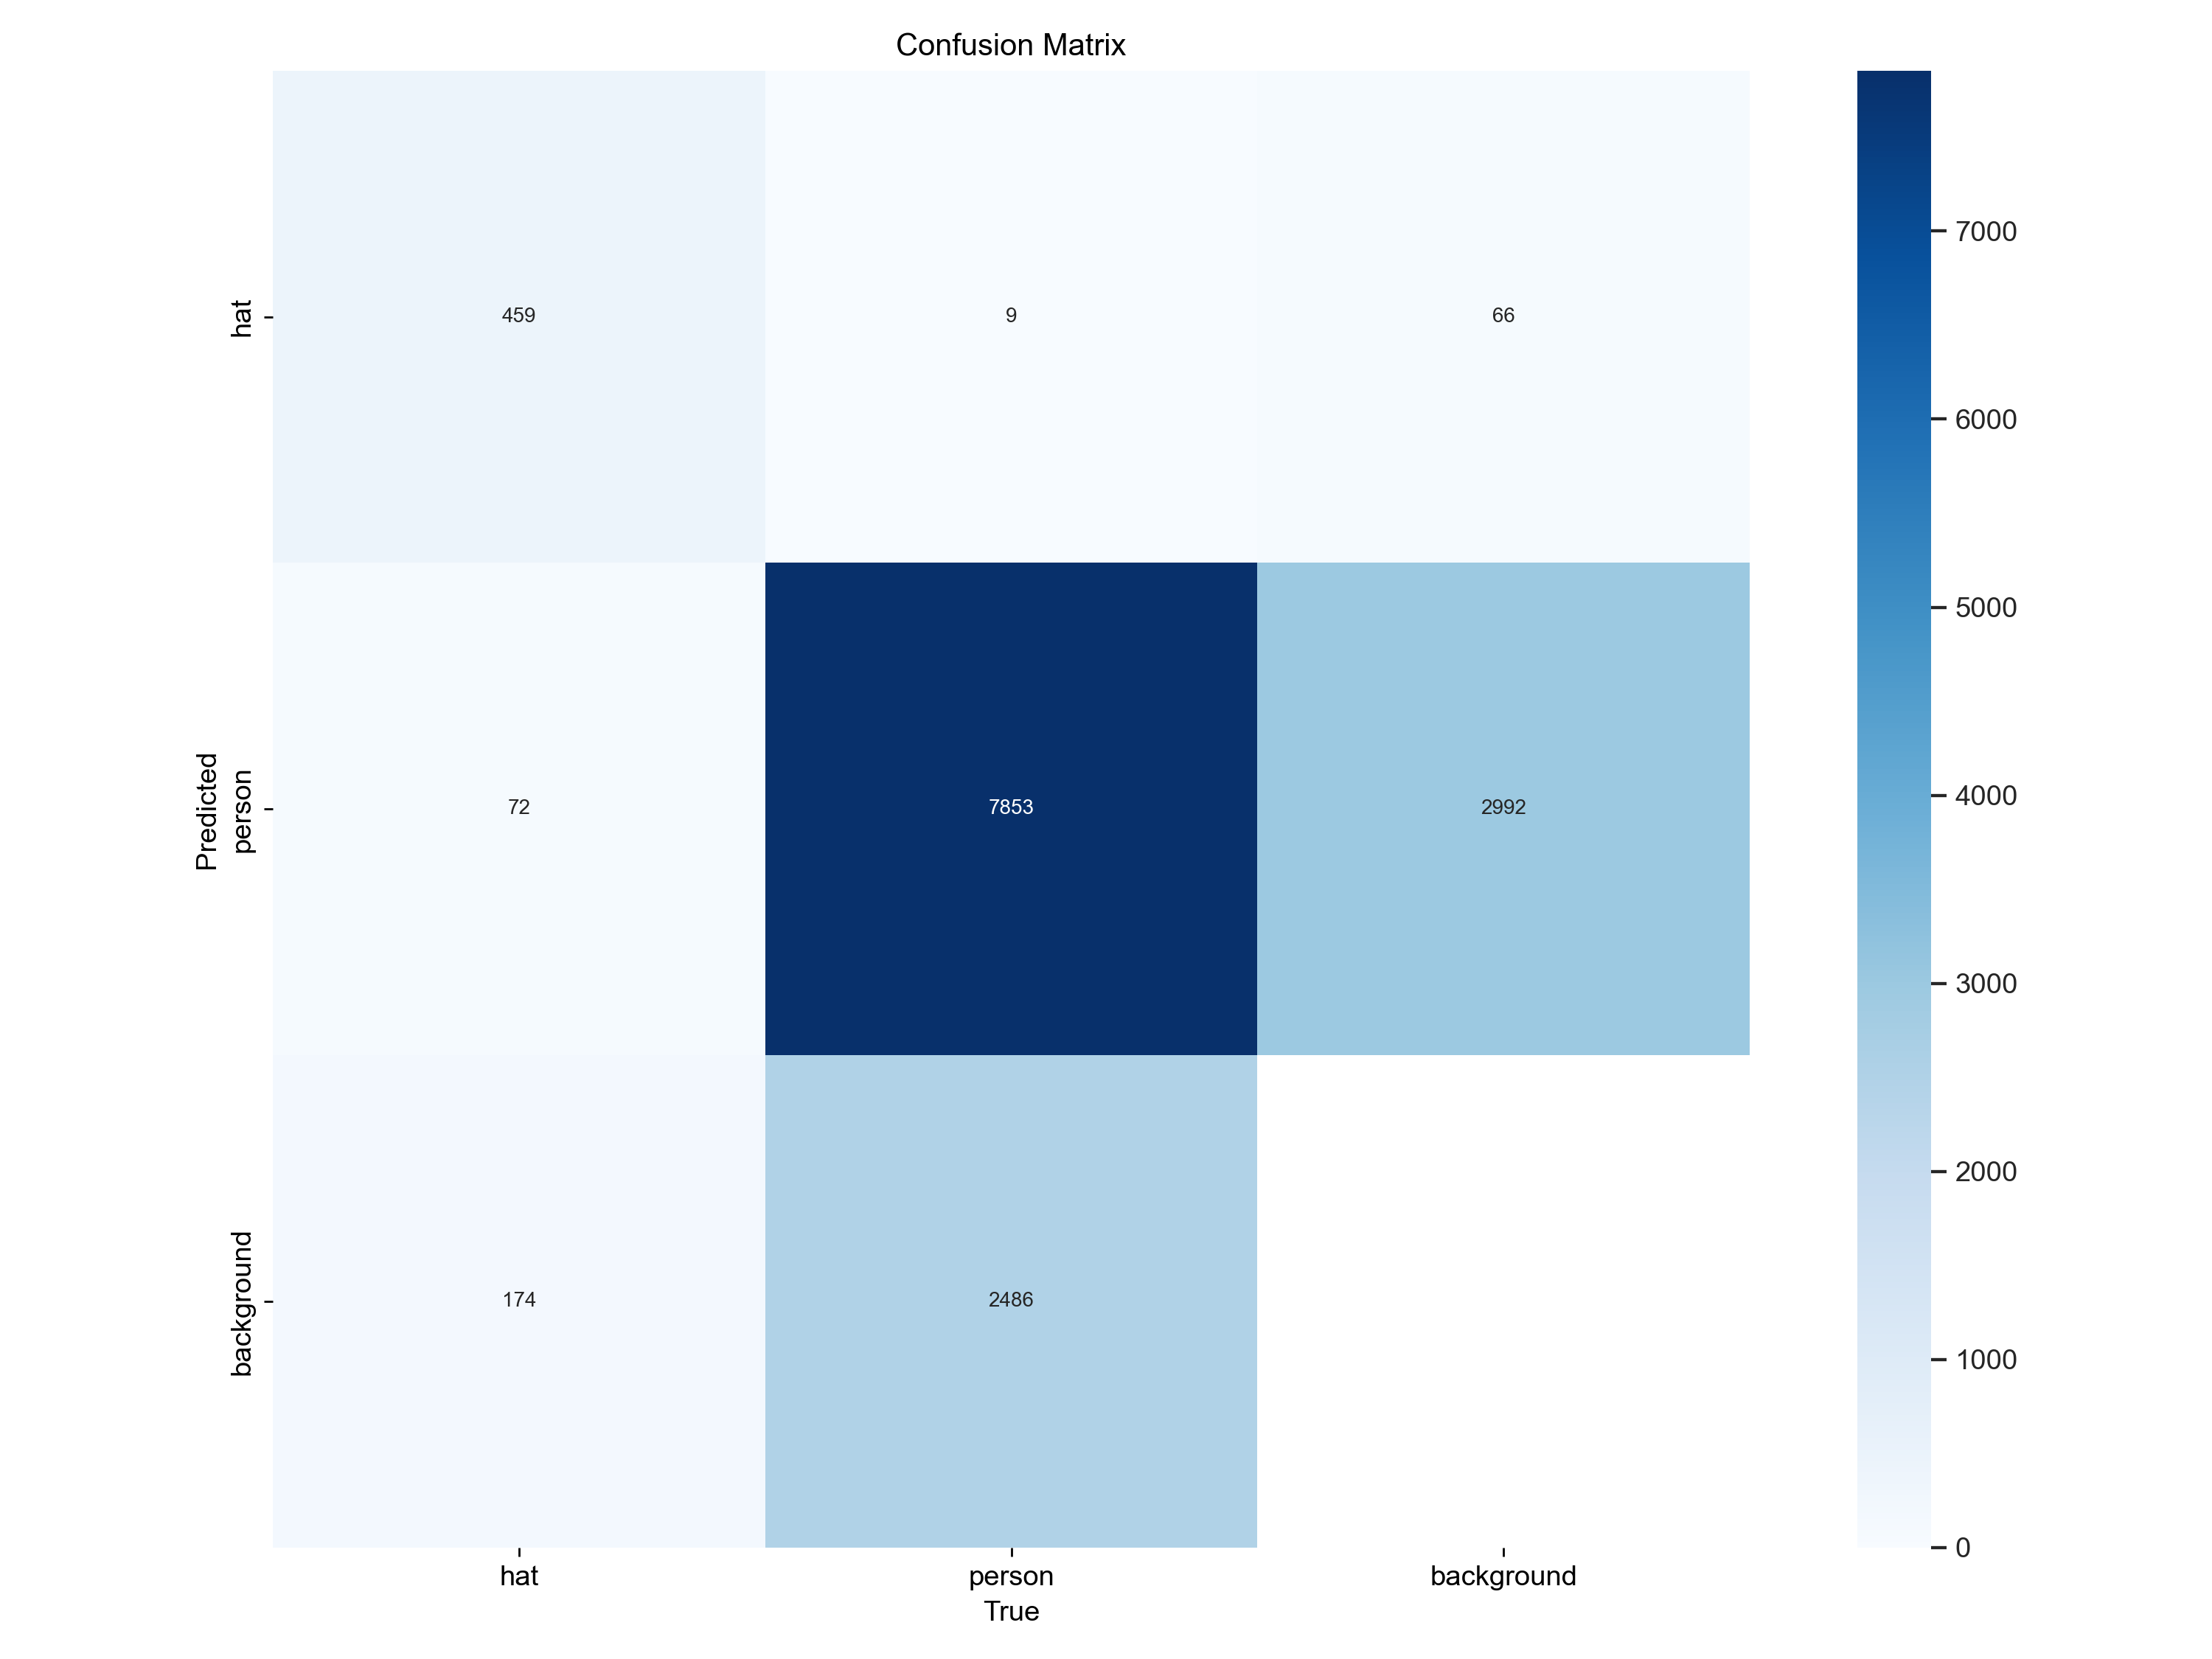 Confusion Matrix
hat
459
9
66
Predicted
person
72
7853
2992
background
174
2486
hat
person
background
True
7000
6000
5000
4000
3000
2000
1000
0